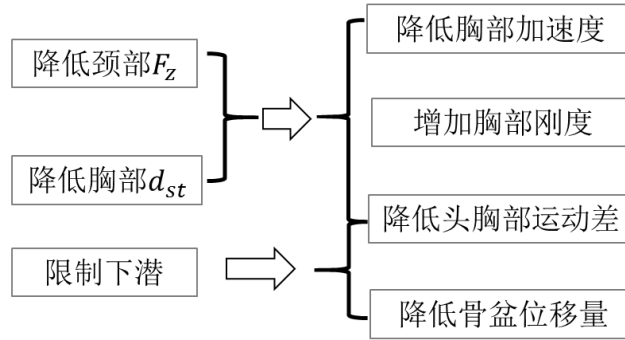 降低颈部F_z
降低胸部d_st
限制下潜
降低胸部加速度
增加胸部刚度
降低头胸部运动差
降低骨盆位移量